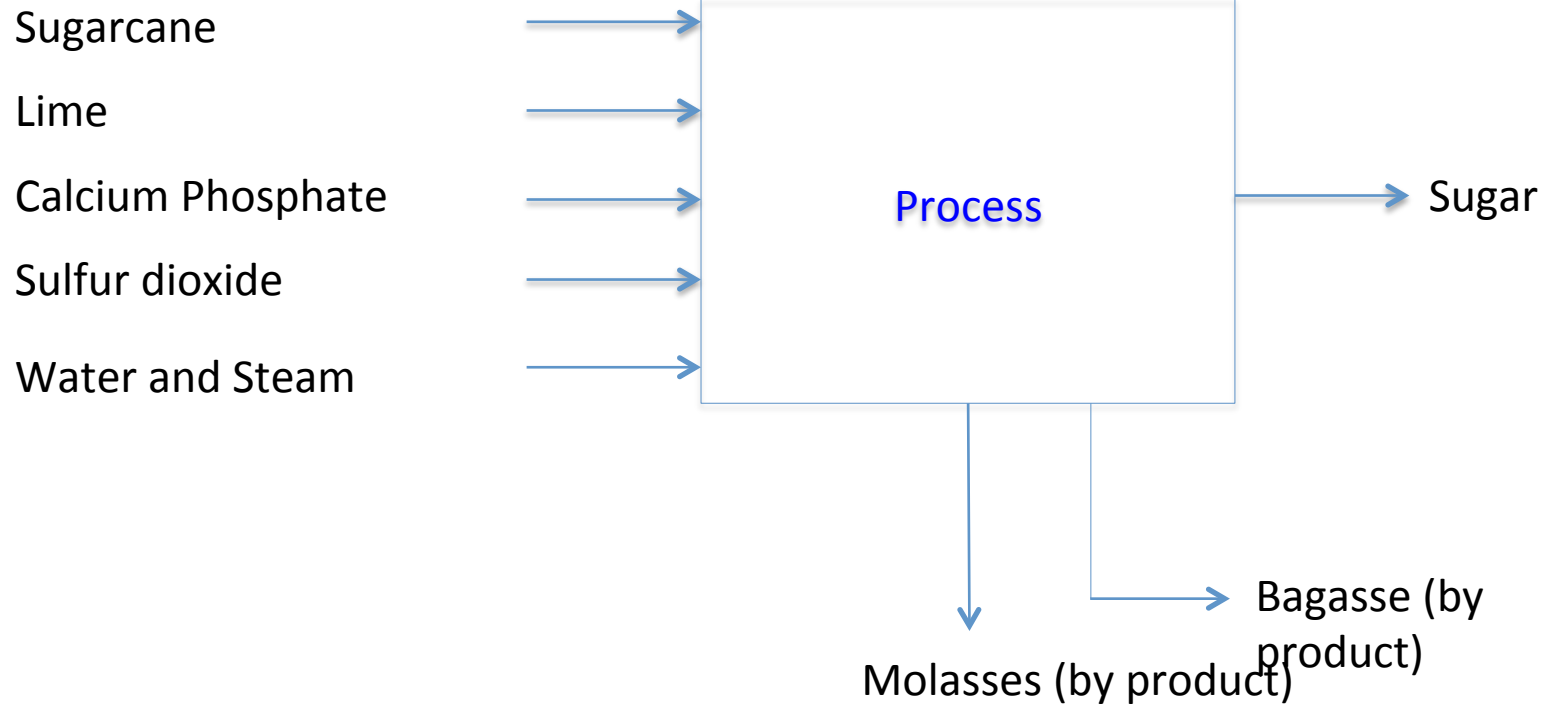 Sugarcane
Lime
Calcium Phosphate
Sulfur dioxide
Water and Steam
Process
Sugar
Bagasse (by
product)
Molasses (by product)